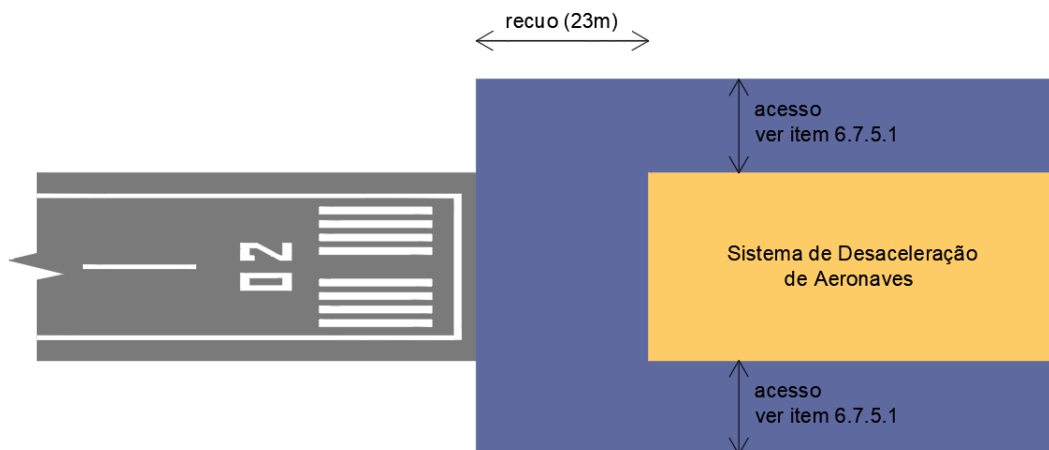 recuo (23m)
acesso
ver item 6.7.5.1
02
Sistema de Desaceleração
de Aeronaves
acesso
ver item 6.7.5.1